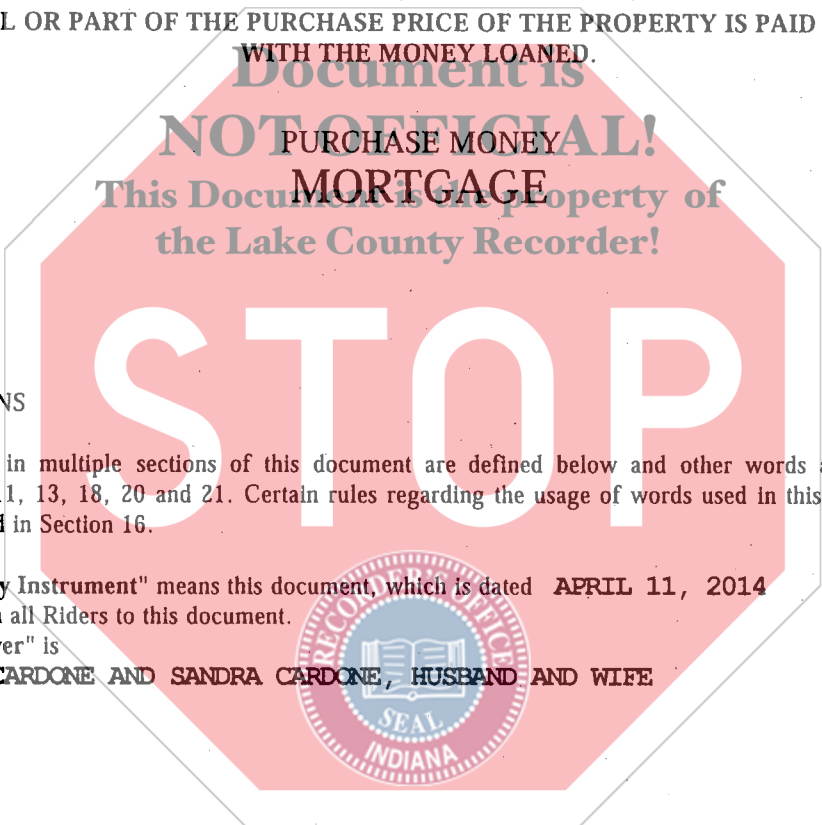 L OR PART OF THE PURCHASE PRICE OF THE PROPERTY IS PAID
WITH THE MONEY LOANED.
Document is
NOT OFFICIAL!
PURCHASE MONEY
MORTGAGE
This Document is the property of
the Lake County Recorder!
STOP
NS
in multiple sections of this document are defined below and other words a
11, 13, 18, 20 and 21. Certain rules regarding the usage of words used in this
in Section 16.
y Instrument" means this document, which is dated APRIL 11, 2014
all Riders to this document.
er" is
CARDONE AND SANDRA CARDONE, HUSBAND AND WIFE
RECORDER'S OFFICE
SEAL
INDIANA